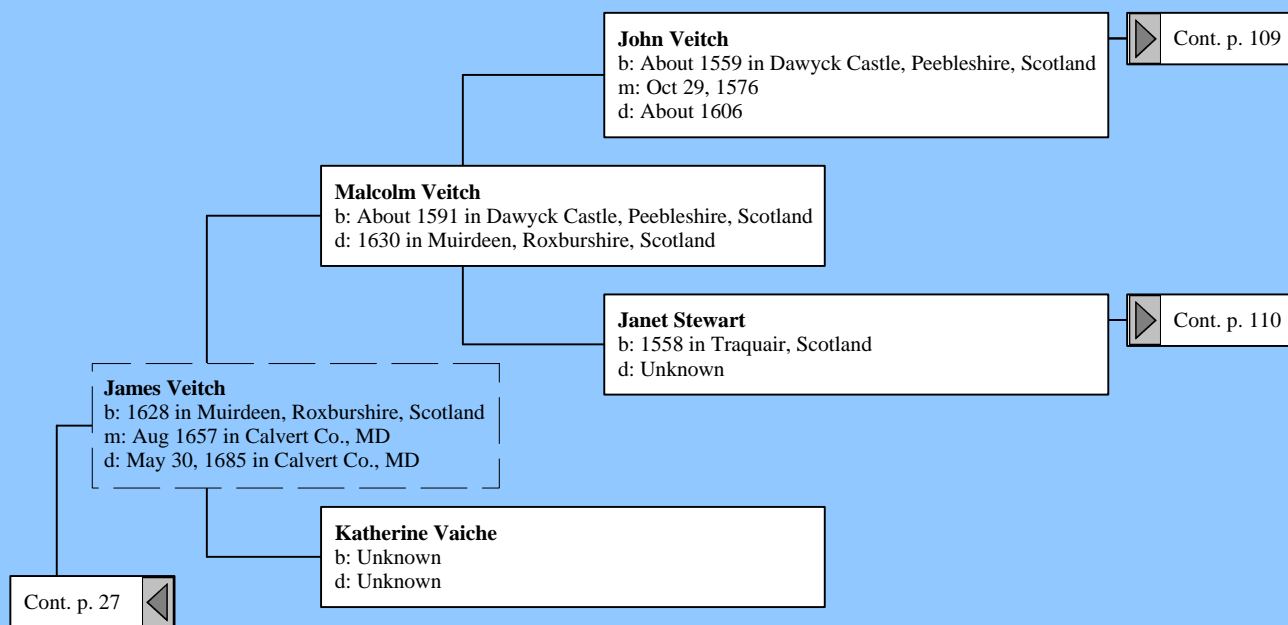 John Veitch
b: About 1559 in Dawyck Castle, Peebleshire, Scotland
m: Oct 29, 1576
d: About 1606
Cont. p. 109
Malcolm Veitch
b: About 1591 in Dawyck Castle, Peebleshire, Scotland
d: 1630 in Muirdeen, Roxburshire, Scotland
Janet Stewart
b: 1558 in Traquair, Scotland
d: Unknown
Cont. p. 110
James Veitch
b: 1628 in Muirdeen, Roxburshire, Scotland
m: Aug 1657 in Calvert Co., MD
d: May 30, 1685 in Calvert Co., MD
Katherine Vaiche
b: Unknown
d: Unknown
Cont. p. 27